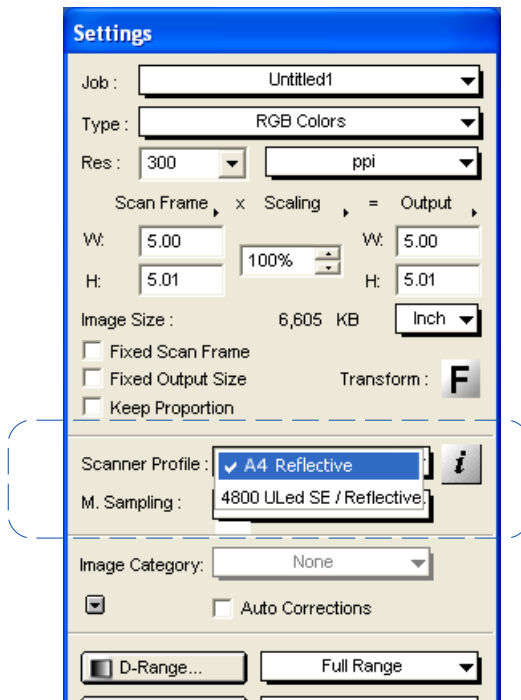 Settings
Job : Untitled1
Type : RGB Colors
Res : 300 ppi
Scan Frame x Scaling = Output
W: 5.00 100% W: 5.00
H: 5.01 H: 5.01
Image Size : 6,605 KB Inch
Fixed Scan Frame
Fixed Output Size Transform : F
Keep Proportion
Scanner Profile : A4 Reflective i
M. Sampling : 4800 ULed SE / Reflective
Image Category: None
Auto Corrections
D-Range... Full Range